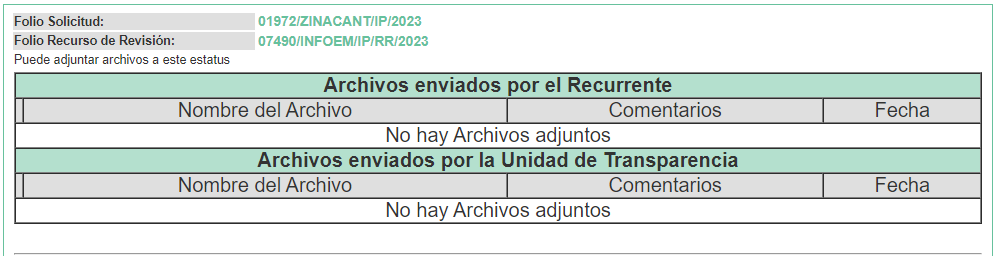 Folio Solicitud: 01972/ZINACANT/IP/2023
Folio Recurso de Revisión: 07490/INFOEM/IP/RR/2023
Puede adjuntar archivos a este estatus
Archivos enviados por el Recurrente
Nombre del Archivo Comentarios Fecha
No hay Archivos adjuntos
Archivos enviados por la Unidad de Transparencia
Nombre del Archivo Comentarios Fecha
No hay Archivos adjuntos